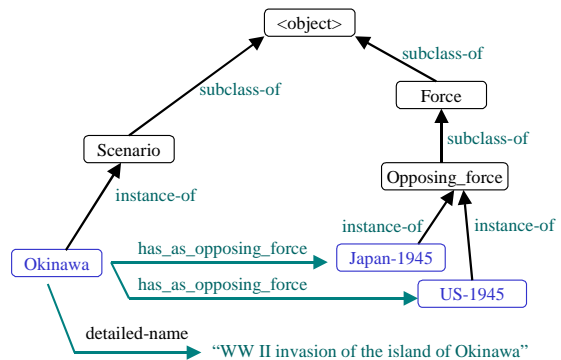 <object>
subclass-of
subclass-of
Force
subclass-of
Scenario
Opposing_force
instance-of
instance-of
instance-of
has_as_opposing_force
Okinawa
Japan-1945
has_as_opposing_force
US-1945
detailed-name
“WW II invasion of the island of Okinawa”